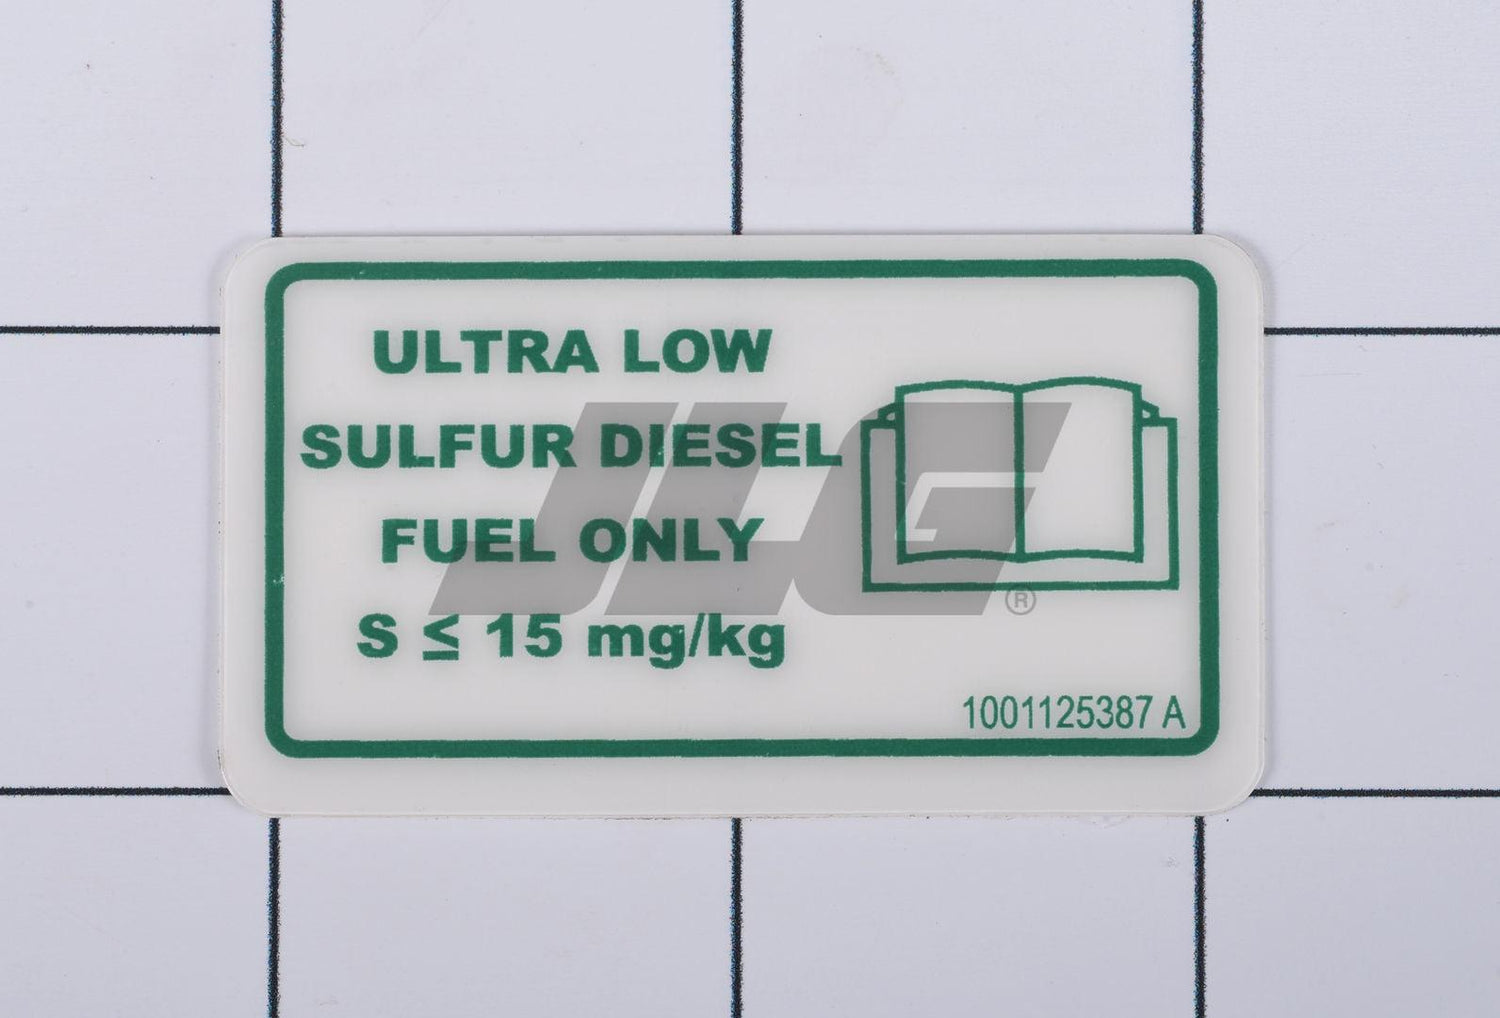 ULTRA LOW
SULFUR DIESEL
FUEL ONLY
S ≤ 15 mg/kg
1001125387 A
JLG®